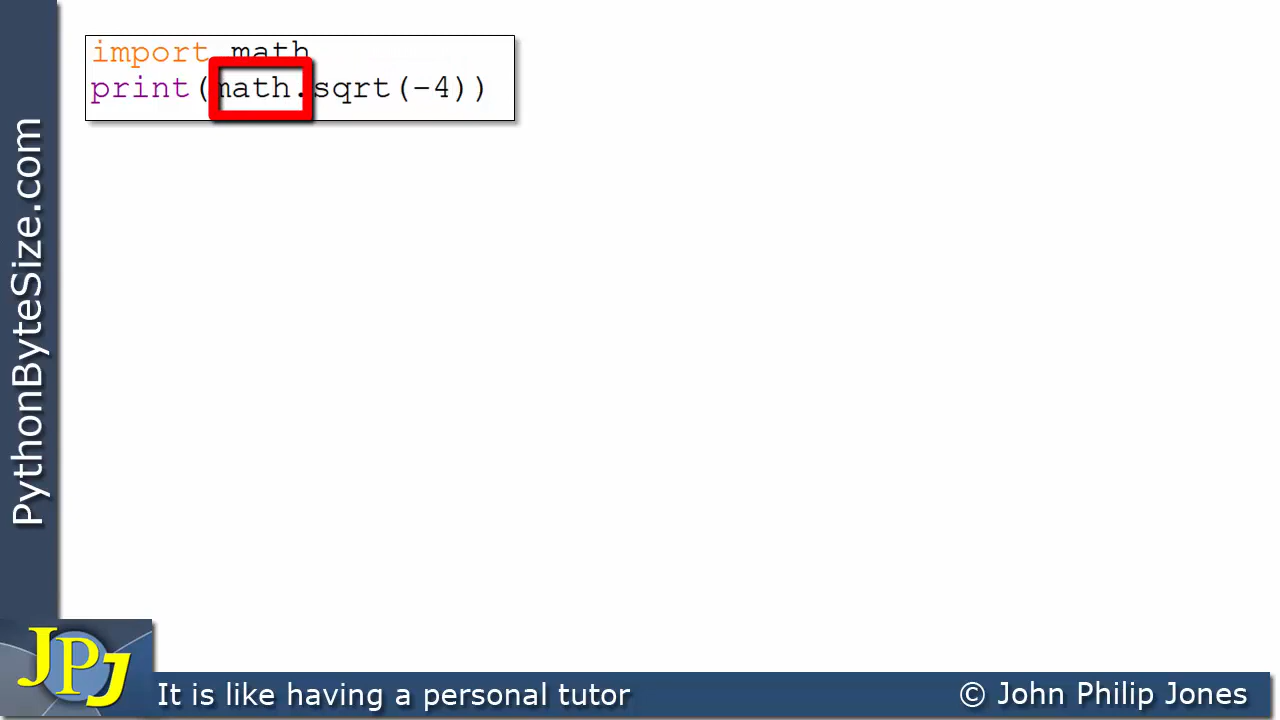 import math
print(math.sqrt(-4))
PythonByteSize.com
JPJ
It is like having a personal tutor
© John Philip Jones